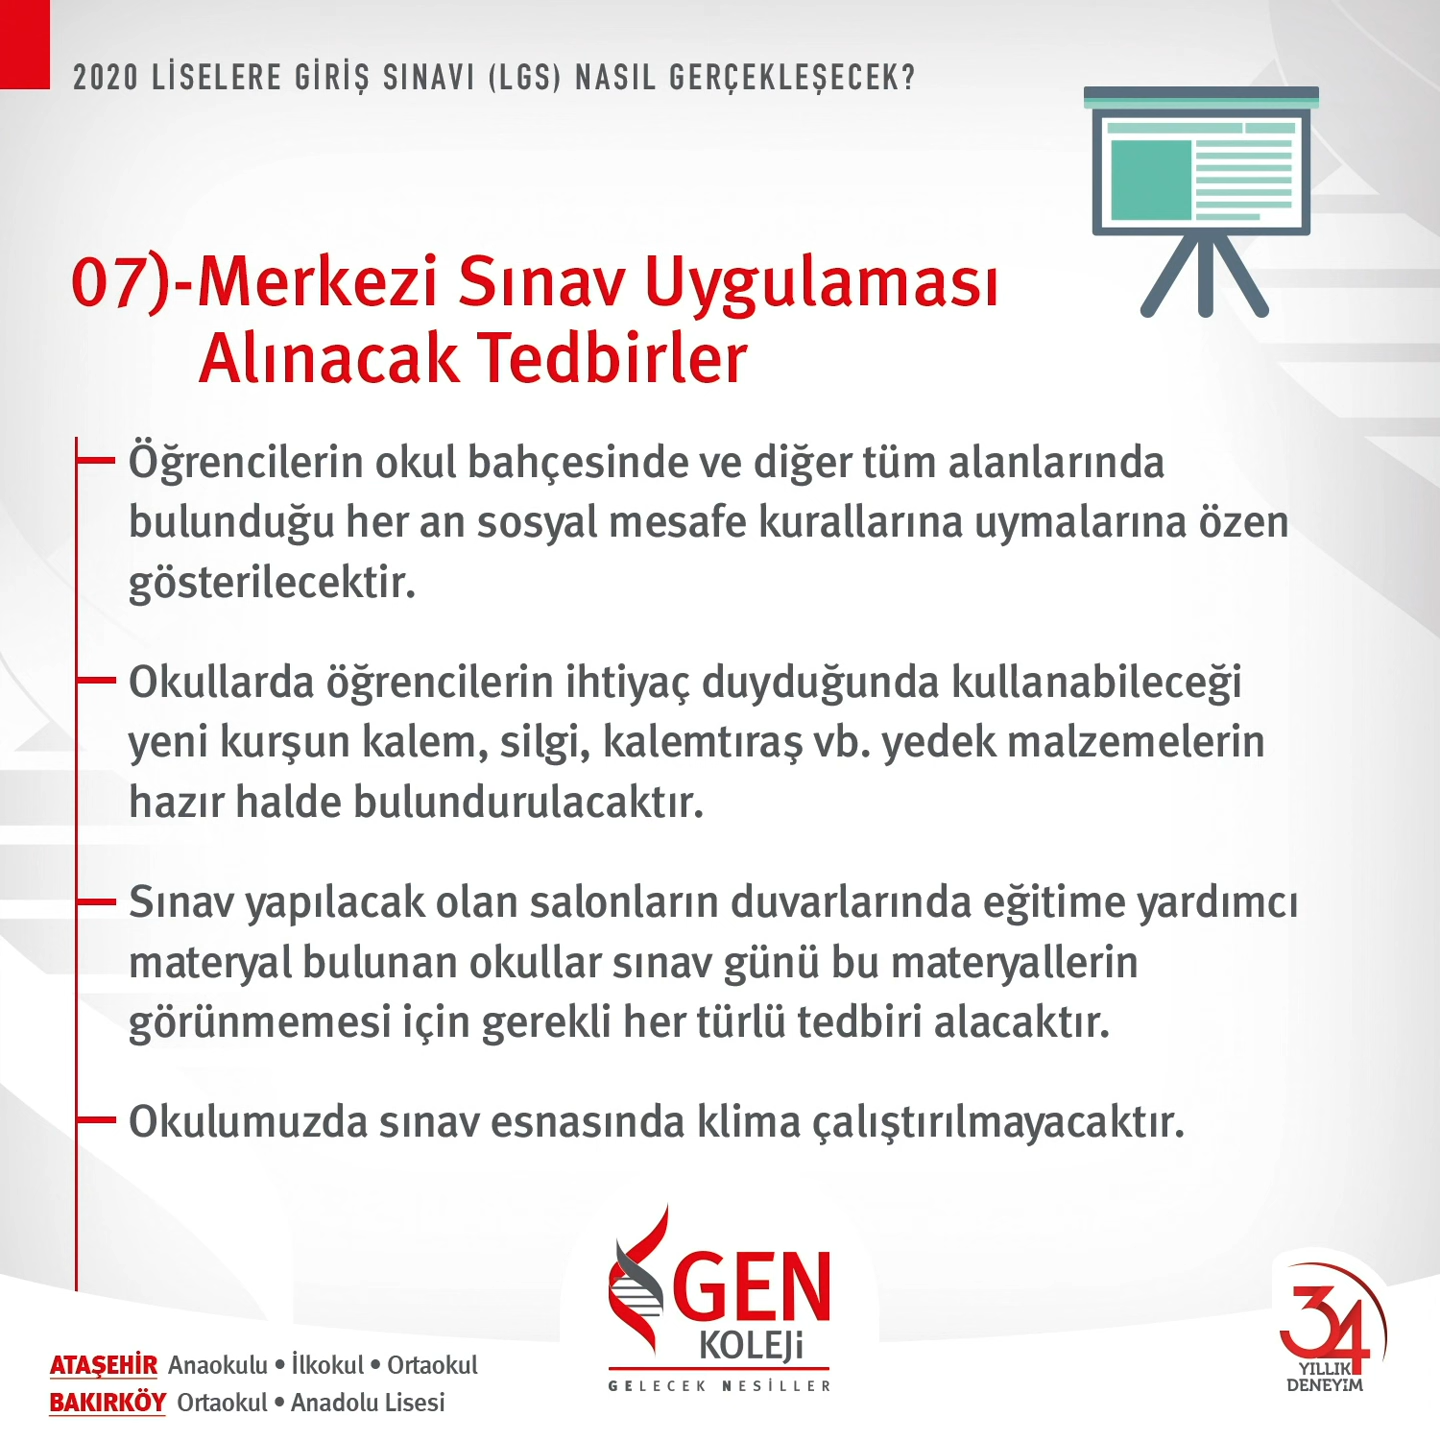 2020 LİSELERE GİRİŞ SINAVI (LGS) NASIL GERÇEKLEŞECEK?
07)-Merkezi Sınav Uygulaması
Alınacak Tedbirler
Öğrencilerin okul bahçesinde ve diğer tüm alanlarında
bulunduğu her an sosyal mesafe kurallarına uymalarına özen
gösterilecektir.
Okullarda öğrencilerin ihtiyaç duyduğunda kullanabileceği
yeni kurşun kalem, silgi, kalemtıraş vb. yedek malzemelerin
hazır halde bulundurulacaktır.
Sınav yapılacak olan salonların duvarlarında eğitime yardımcı
materyal bulunan okullar sınav günü bu materyallerin
görünmemesi için gerekli her türlü tedbiri alacaktır.
Okulumuzda sınav esnasında klima çalıştırılmayacaktır.
GEN
KOLEJi
GELECEK NESİLLER
ATAŞEHİR Anaokulu • İlkokul • Ortaokul
BAKIRKÖY Ortaokul • Anadolu Lisesi
34
YILLIK
DENEYİM